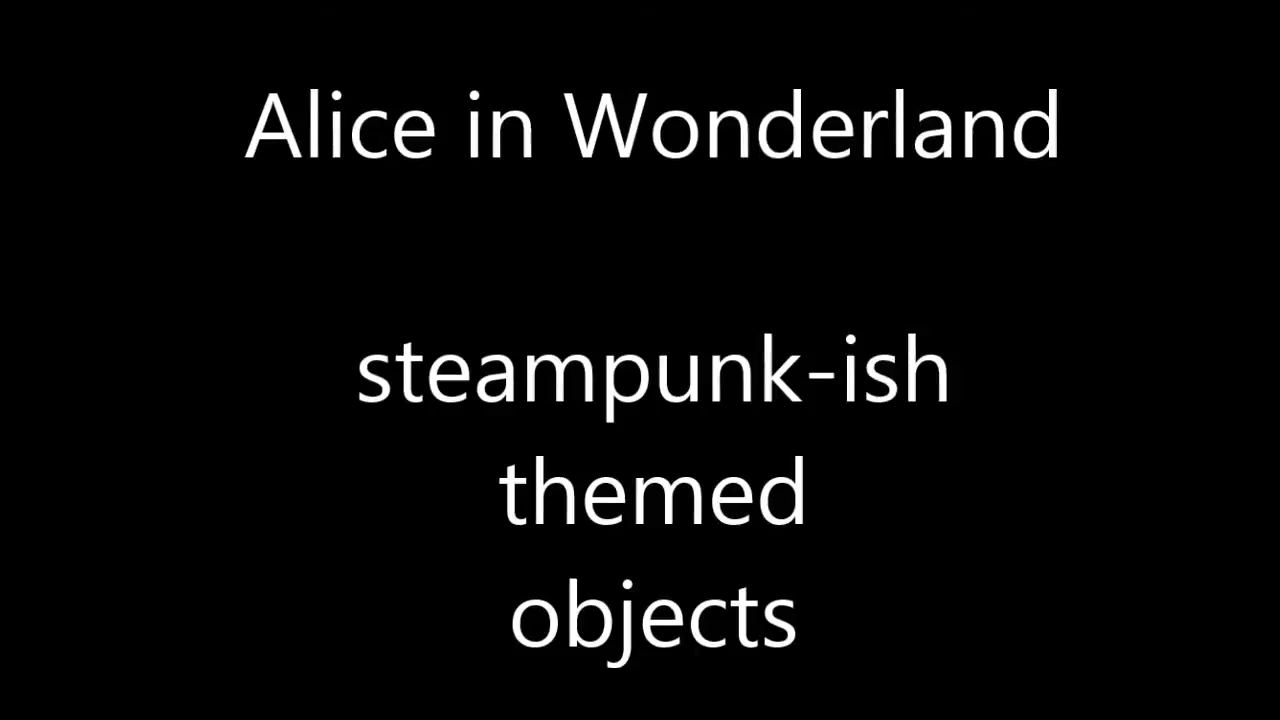 Alice in Wonderland
steampunk-ish
themed
objects